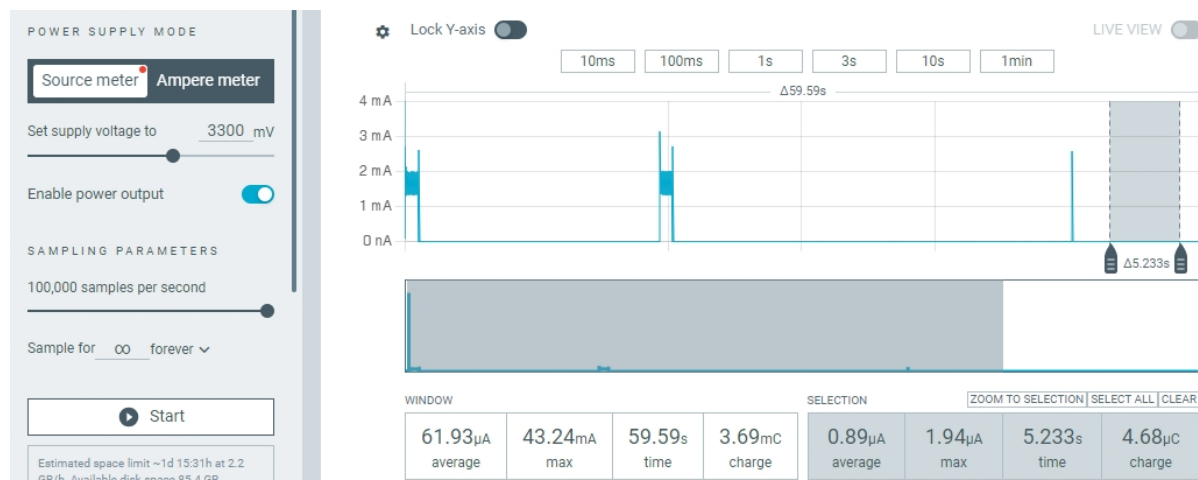 POWER SUPPLY MODE
Source meter Ampere meter
Set supply voltage to 3300 mV
Enable power output
SAMPLING PARAMETERS
100,000 samples per second
Sample for ∞ forever
Start
Estimated space limit ~1d 15:31h at 2.2
GB/h. Available disk space 85.4 GB
Lock Y-axis
LIVE VIEW
10ms 100ms 1s 3s 10s 1min
Δ59.59s
4 mA
3 mA
2 mA
1 mA
0 nA
Δ5.233s
WINDOW
61.93μA 43.24mA 59.59s 3.69mC
average max time charge
SELECTION ZOOM TO SELECTION SELECT ALL CLEAR
0.89μA 1.94μA 5.233s 4.68μC
average max time charge